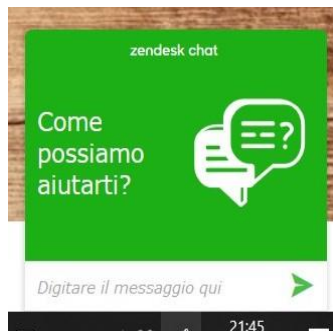 zendesk chat
Come
possiamo
aiutarti?
Digitare il messaggio qui
21:45